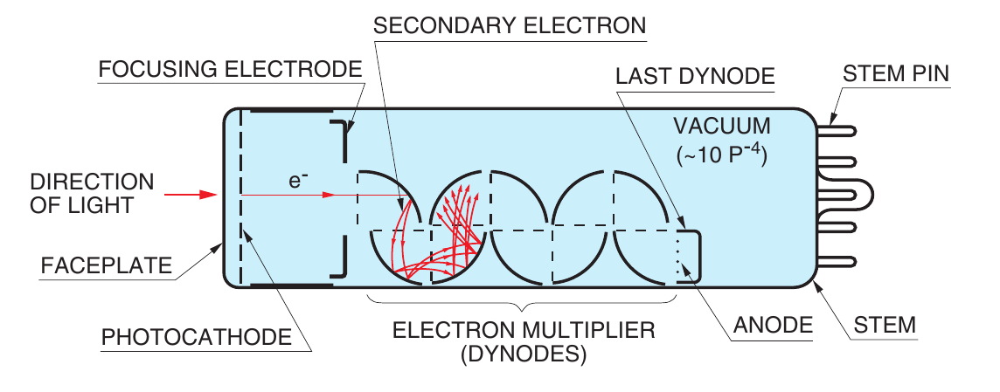 SECONDARY ELECTRON
FOCUSING ELECTRODE
LAST DYNODE
STEM PIN
VACUUM
(~10 P⁻⁴)
DIRECTION
OF LIGHT
e⁻
FACEPLATE
PHOTOCATHODE
ELECTRON MULTIPLIER
(DYNODES)
ANODE
STEM